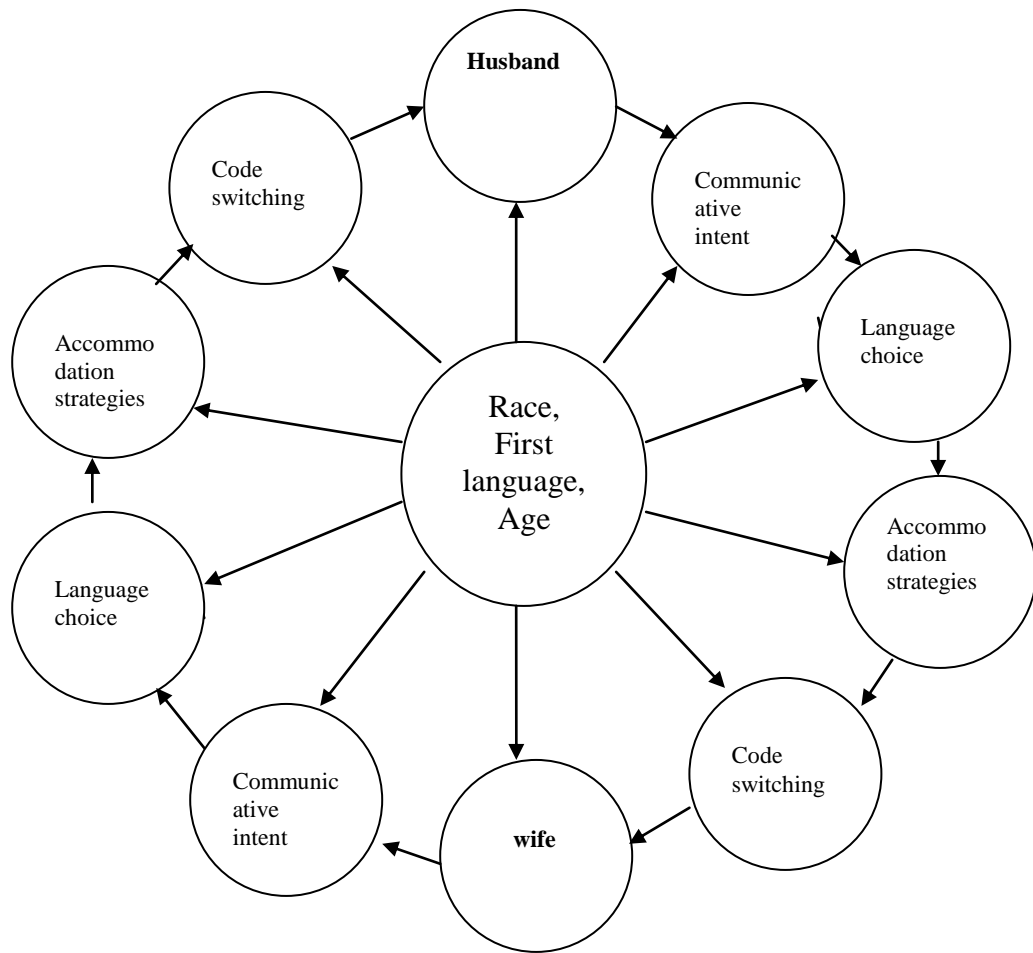 Husband
Code
switching
Communic
ative
intent
Language
choice
Accommo
dation
strategies
Race,
First
language,
Age
Accommo
dation
strategies
Language
choice
Code
switching
Communic
ative
intent
wife